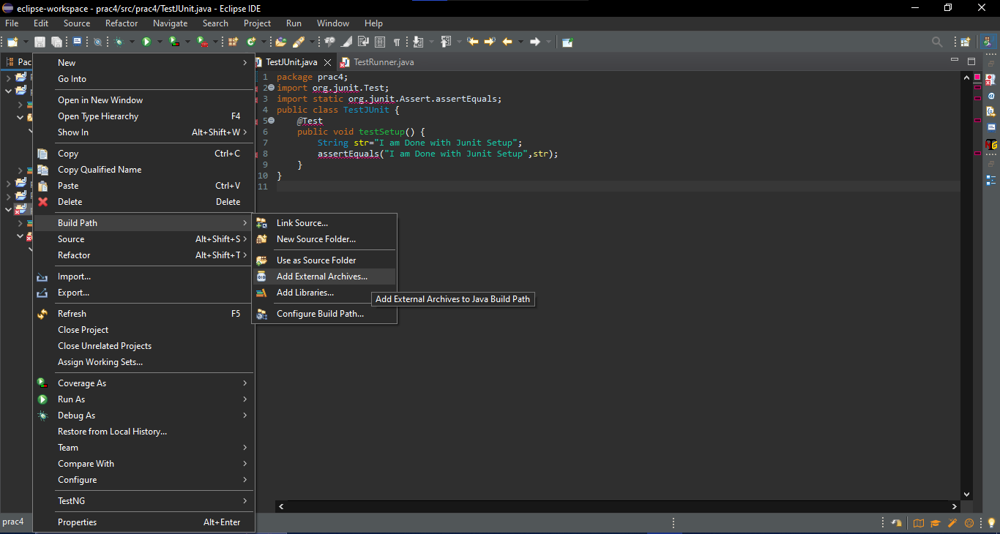 eclipse-workspace - prac4/src/prac4/TestJUnit.java - Eclipse IDE
File Edit Source Refactor Navigate Search Project Run Window Help
Pac
TestJUnit.java
TestRunner.java
1 package prac4;
2 import org.junit.Test;
3 import static org.junit.Assert.assertEquals;
4 public class TestJUnit {
5 @Test
6 public void testSetup() {
7 String str="I am Done with Junit Setup";
8 assertEquals("I am Done with Junit Setup",str);
9 }
10 }
11
New
Go Into
Open in New Window
Open Type Hierarchy F4
Show In Alt+Shift+W
Copy Ctrl+C
Copy Qualified Name
Paste Ctrl+V
Delete Delete
Build Path
Source Alt+Shift+S
Refactor Alt+Shift+T
Import...
Export...
Refresh F5
Close Project
Close Unrelated Projects
Assign Working Sets...
Coverage As
Run As
Debug As
Restore from Local History...
Team
Compare With
Configure
TestNG
Properties Alt+Enter
Link Source...
New Source Folder...
Use as Source Folder
Add External Archives...
Add Libraries...
Configure Build Path...
Add External Archives to Java Build Path
prac4